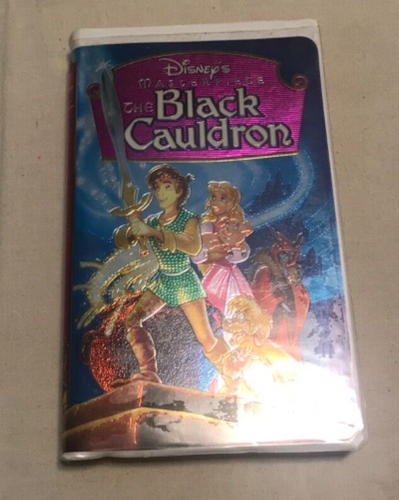 Disney's
Masterpiece
The Black
Cauldron